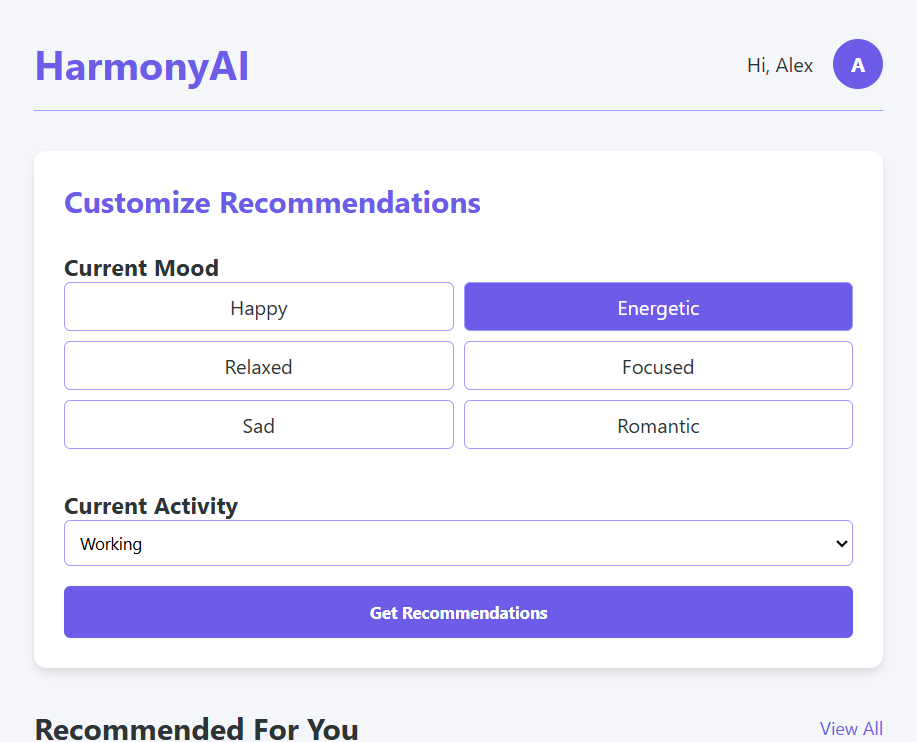 HarmonyAI
Hi, Alex
A
Customize Recommendations
Current Mood
Happy
Energetic
Relaxed
Focused
Sad
Romantic
Current Activity
Working
Get Recommendations
Recommended For You
View All